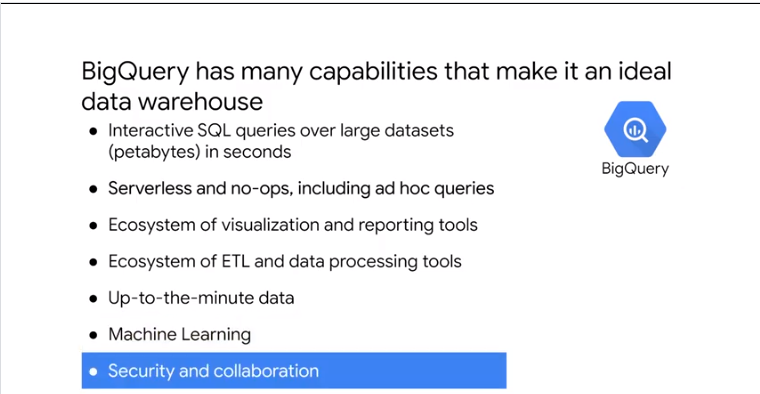 BigQuery has many capabilities that make it an ideal
data warehouse
● Interactive SQL queries over large datasets
(petabytes) in seconds
● Serverless and no-ops, including ad hoc queries
● Ecosystem of visualization and reporting tools
● Ecosystem of ETL and data processing tools
● Up-to-the-minute data
● Machine Learning
● Security and collaboration
BigQuery